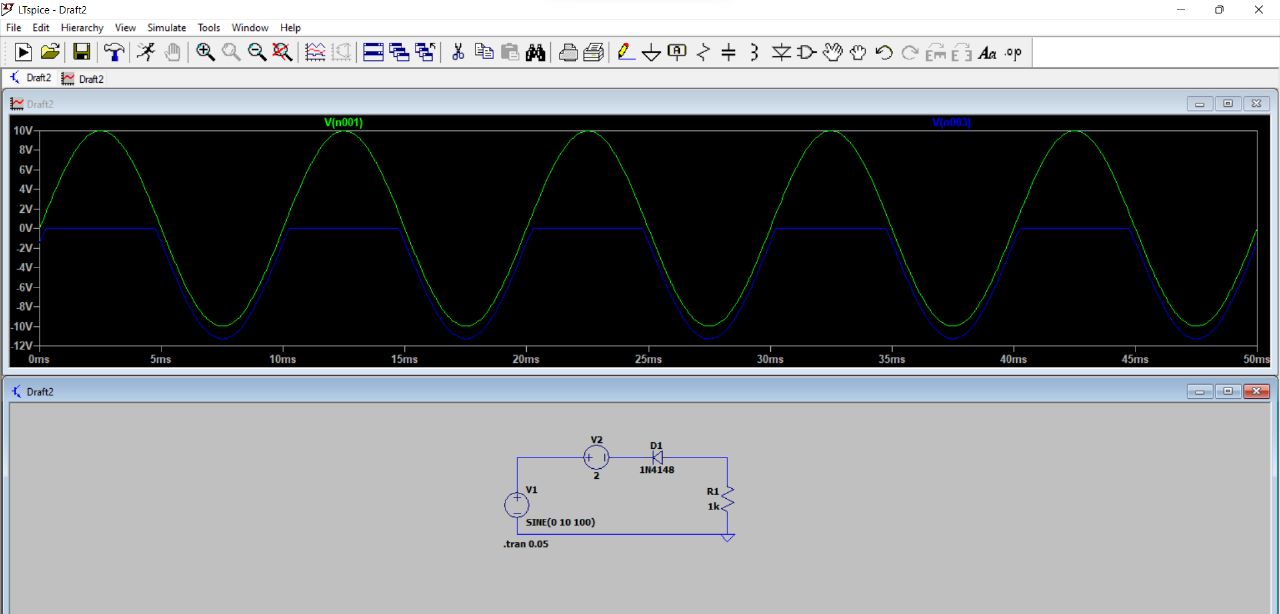 LTspice - Draft2
File Edit Hierarchy View Simulate Tools Window Help
Draft2 Draft2
Draft2
V(n001) V(n003)
10V
8V
6V
4V
2V
0V
-2V
-4V
-6V
-8V
-10V
-12V
0ms 5ms 10ms 15ms 20ms 25ms 30ms 35ms 40ms 45ms 50ms
Draft2
V2
2
D1
1N4148
V1
SINE(0 10 100)
R1
1k
.tran 0.05